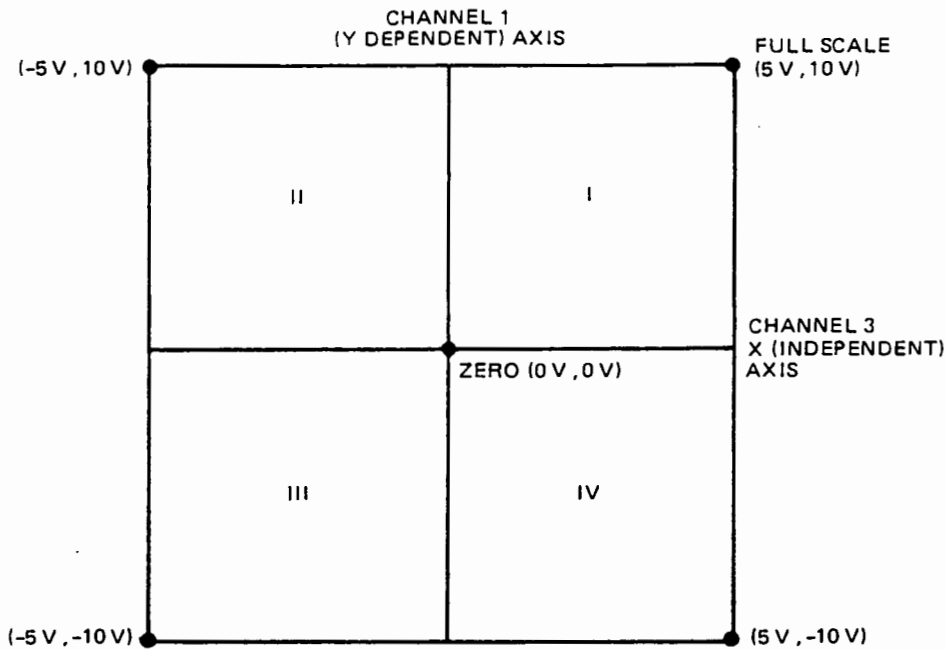 CHANNEL 1
(Y DEPENDENT) AXIS
(-5 V , 10 V)
FULL SCALE
(5 V , 10 V)
II
I
CHANNEL 3
X (INDEPENDENT)
AXIS
ZERO (0 V , 0 V)
III
IV
(-5 V , -10 V)
(5 V , -10 V)